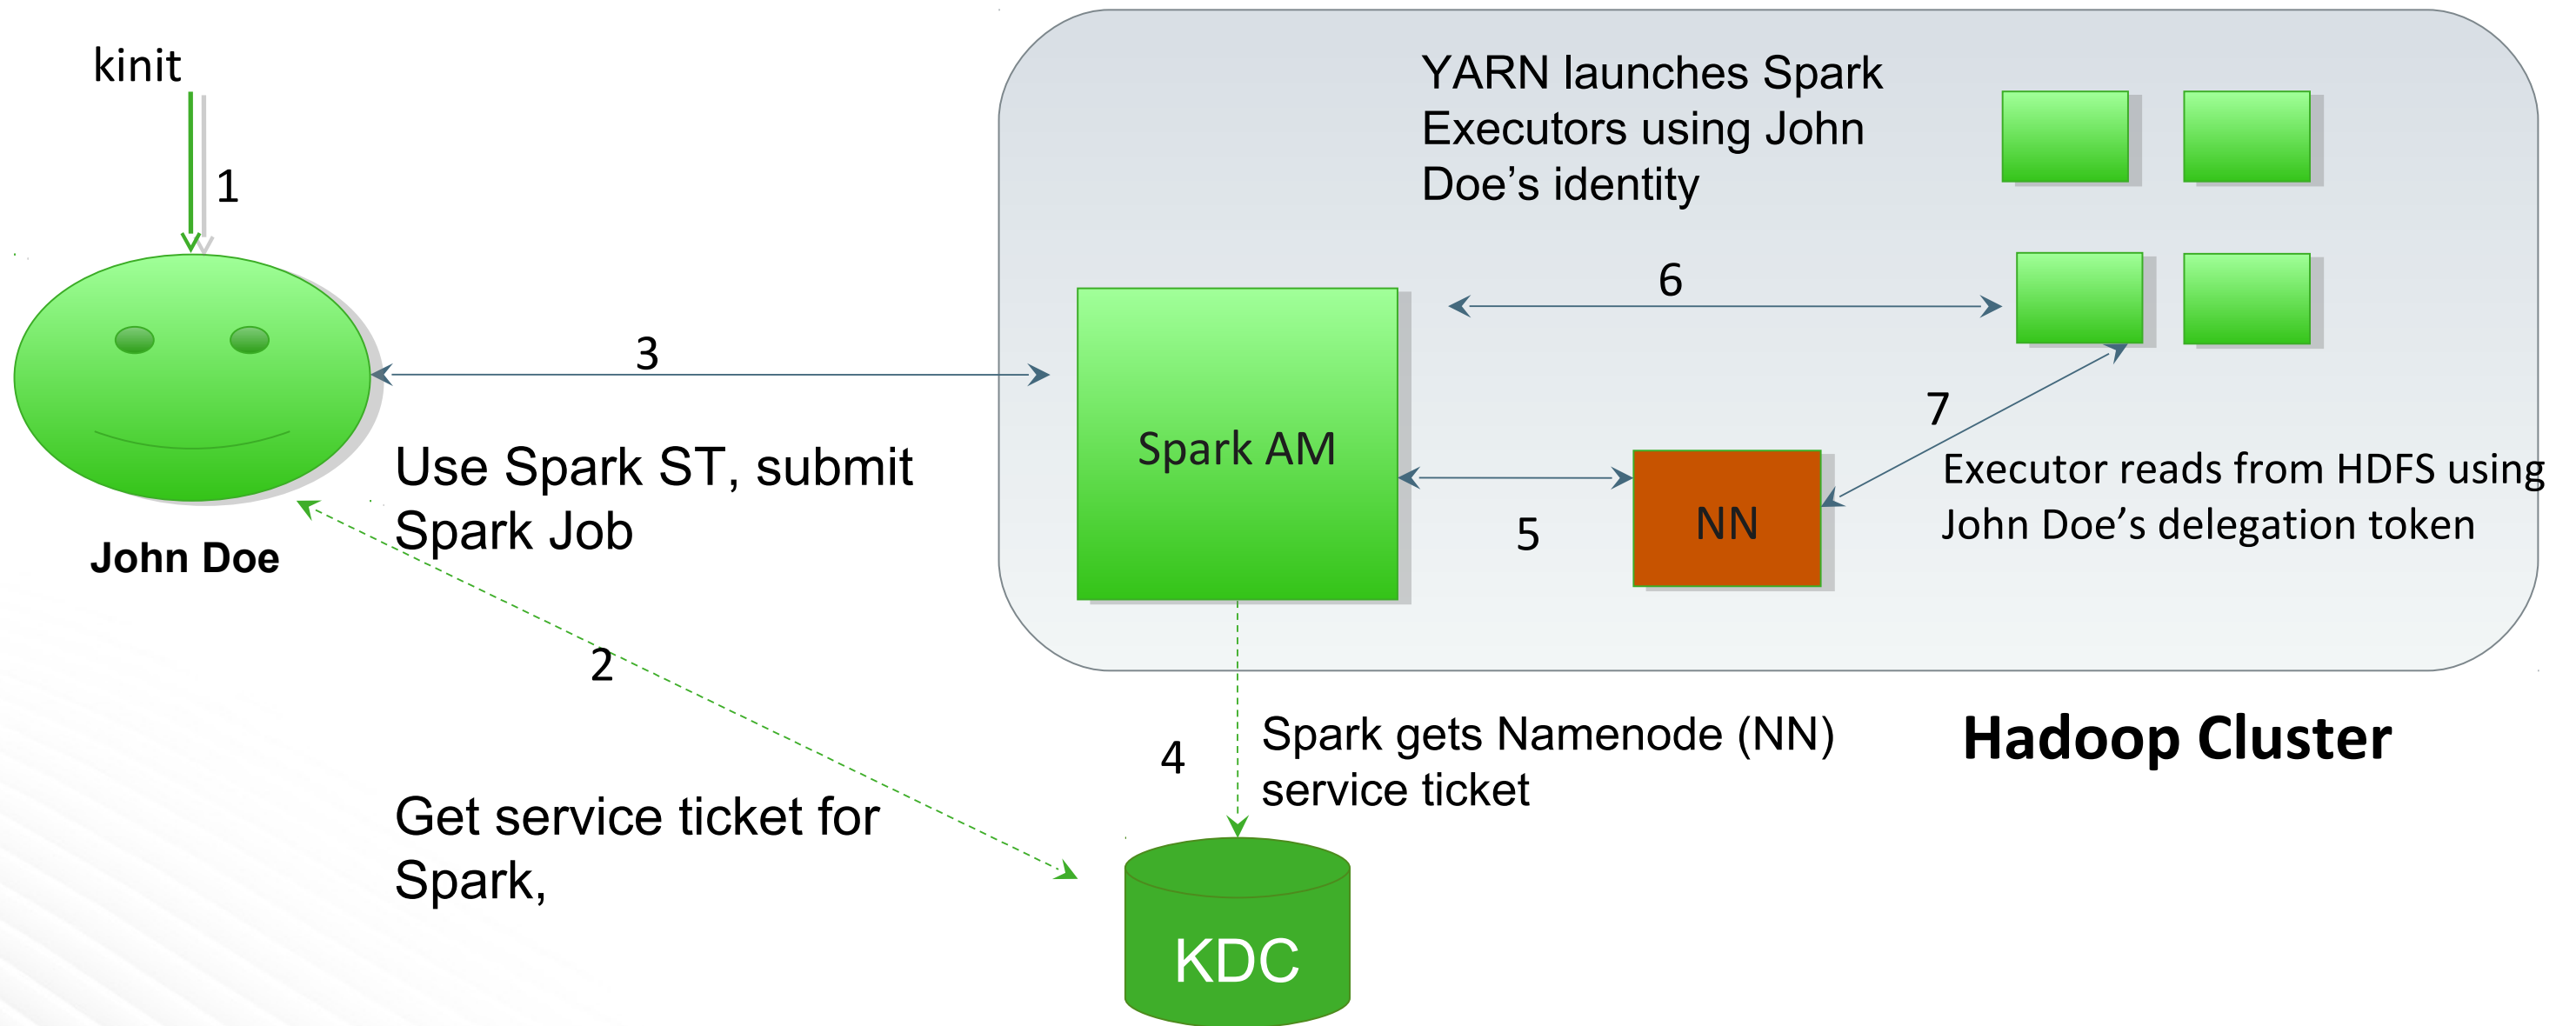 kinit
1
YARN launches Spark
Executors using John
Doe’s identity
6
3
7
Spark AM
Use Spark ST, submit
Spark Job
John Doe
5
NN
Executor reads from HDFS using
John Doe’s delegation token
2
4
Spark gets Namenode (NN)
service ticket
Hadoop Cluster
Get service ticket for
Spark,
KDC